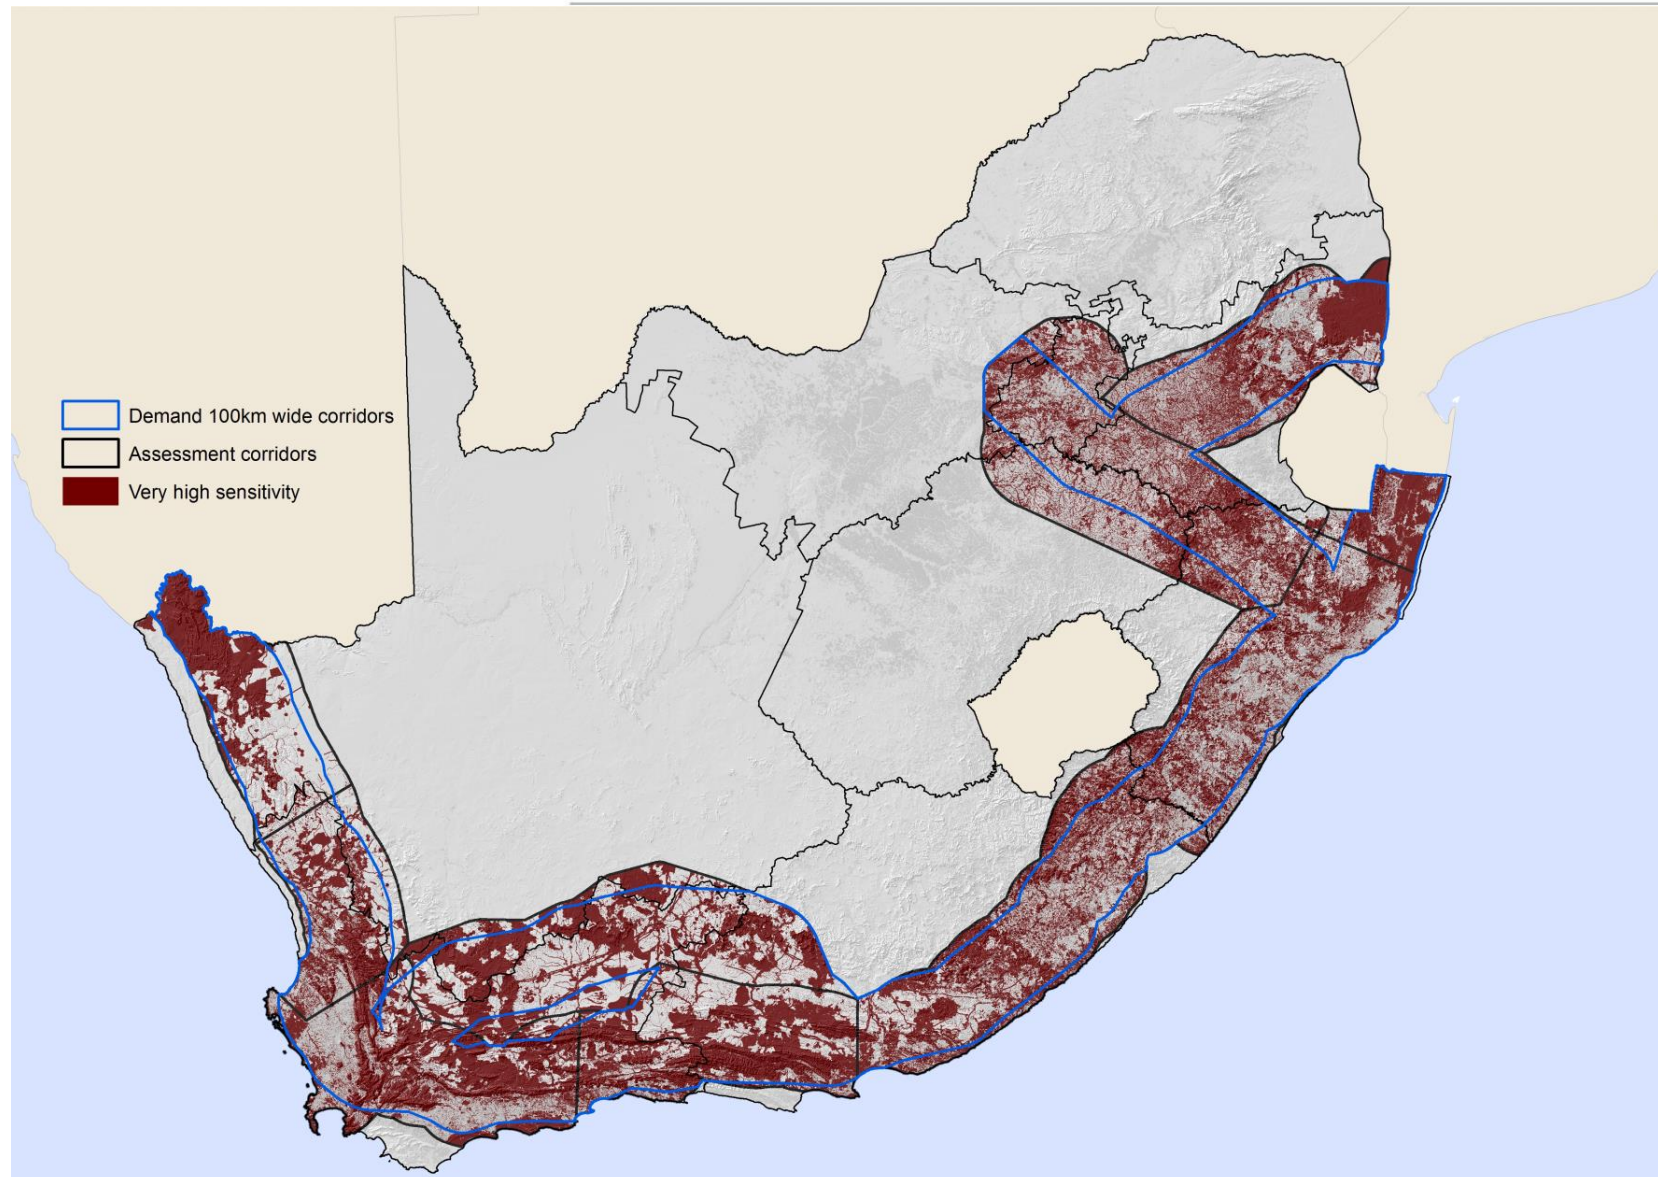 Demand 100km wide corridors
Assessment corridors
Very high sensitivity